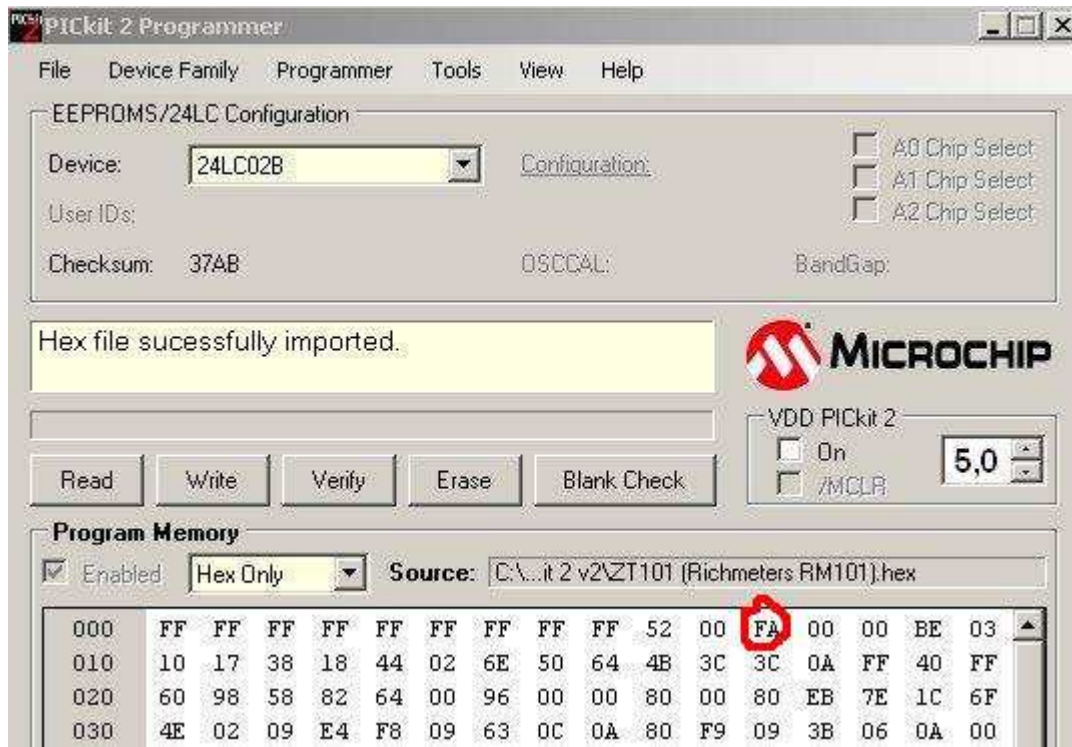 PICkit 2 Programmer
File Device Family Programmer Tools View Help
EEPROMS/24LC Configuration
Device: 24LC02B Configuration: A0 Chip Select
A1 Chip Select
User IDs: A2 Chip Select
Checksum: 37AB OSCCAL: BandGap:
Hex file sucessfully imported.
MICROCHIP
VDD PICkit 2
On
/MCLR
5,0
Read Write Verify Erase Blank Check
Program Memory
Enabled Hex Only Source: C:\...it 2 v2\ZT101 (Richmeters RM101).hex
000 FF FF FF FF FF FF FF FF FF 52 00 FA 00 00 BE 03
010 10 17 38 18 44 02 6E 50 64 4B 3C 3C 0A FF 40 FF
020 60 98 58 82 64 00 96 00 00 80 00 80 EB 7E 1C 6F
030 4E 02 09 E4 F8 09 63 0C 0A 80 F9 09 3B 06 0A 00